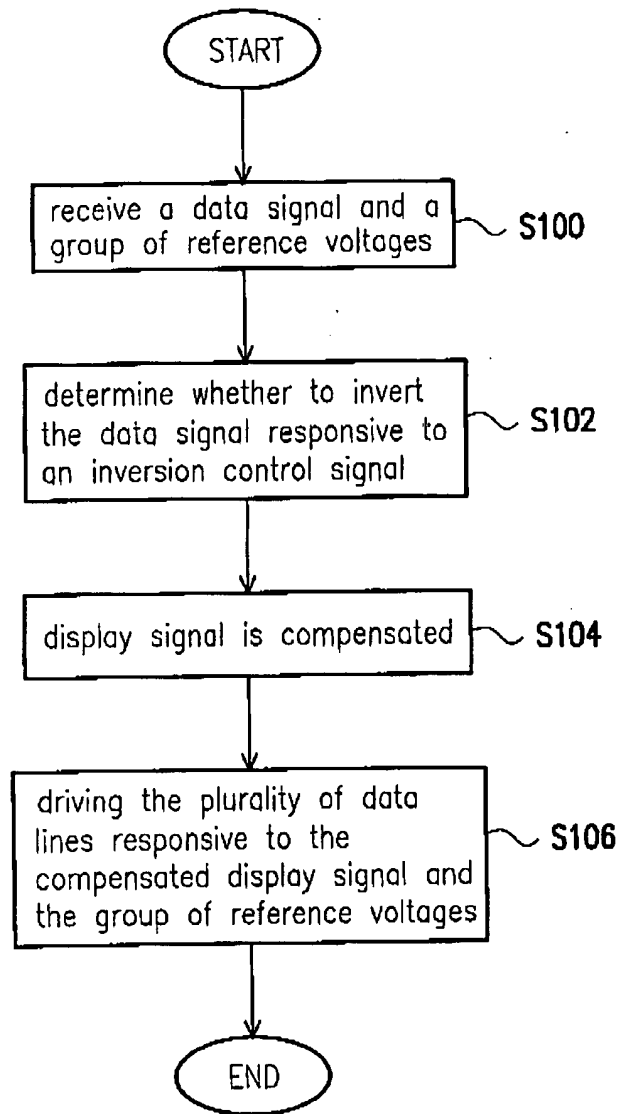 START
receive a data signal and a
group of reference voltages
S100
determine whether to invert
the data signal responsive to
an inversion control signal
S102
display signal is compensated
S104
driving the plurality of data
lines responsive to the
compensated display signal and
the group of reference voltages
S106
END